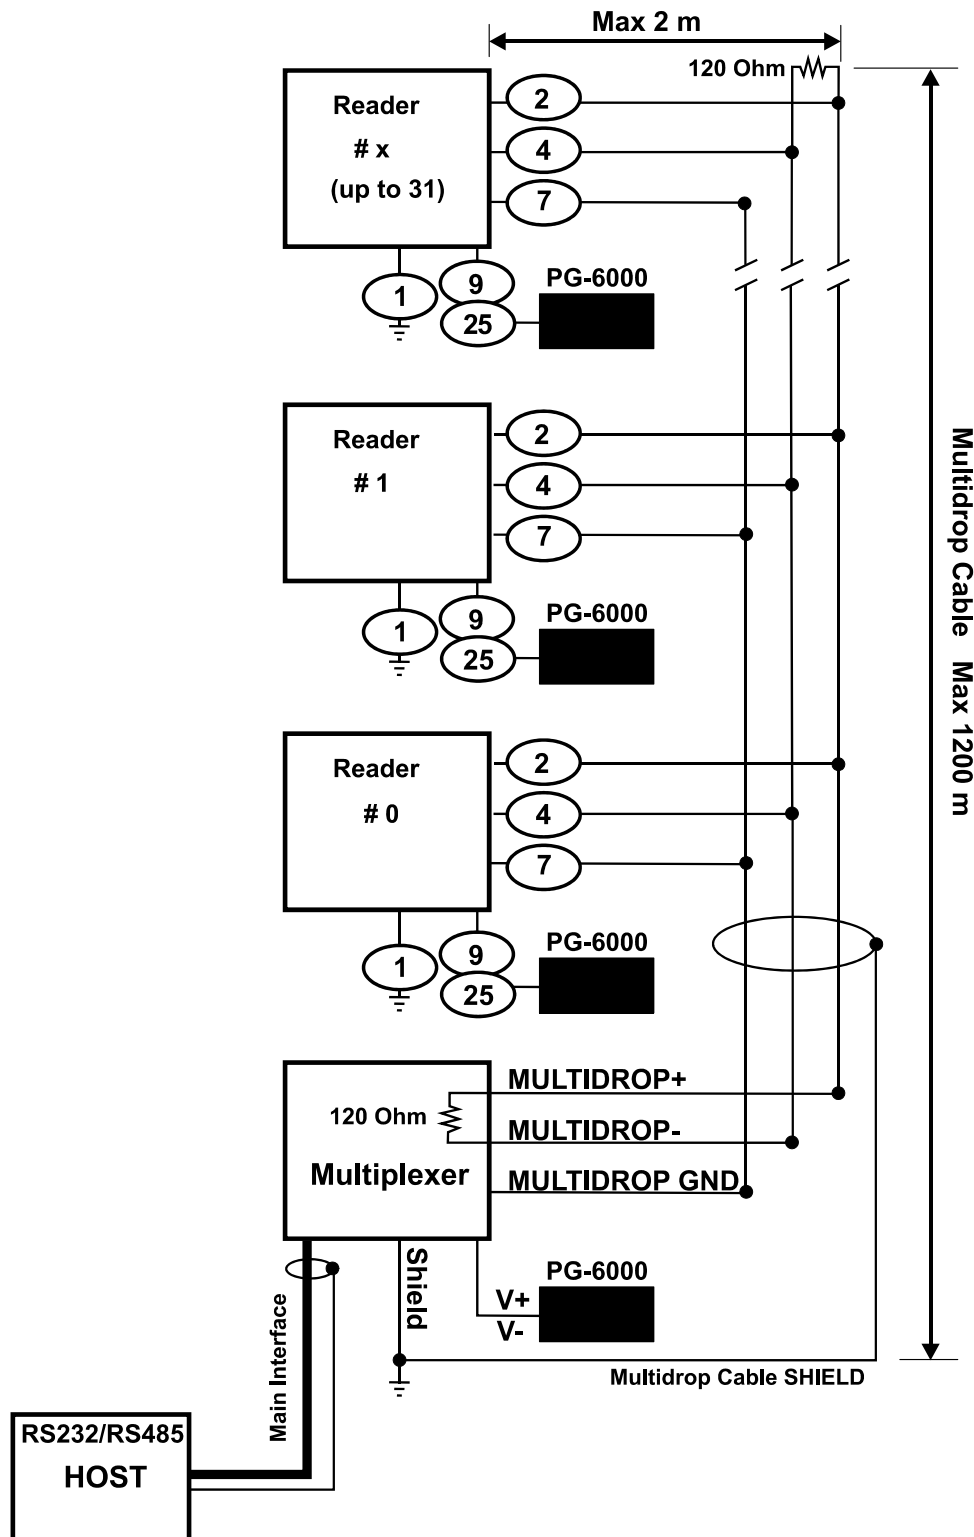 Max 2 m
120 Ohm
Reader
# x
(up to 31)
2
4
7
1
9
25
PG-6000
Reader
# 1
2
4
7
1
9
25
PG-6000
Reader
# 0
2
4
7
1
9
25
PG-6000
Multidrop Cable Max 1200 m
MULTIDROP+
120 Ohm
MULTIDROP-
Multiplexer
MULTIDROP GND
Shield
PG-6000
V+
V-
Main Interface
Multidrop Cable SHIELD
RS232/RS485
HOST